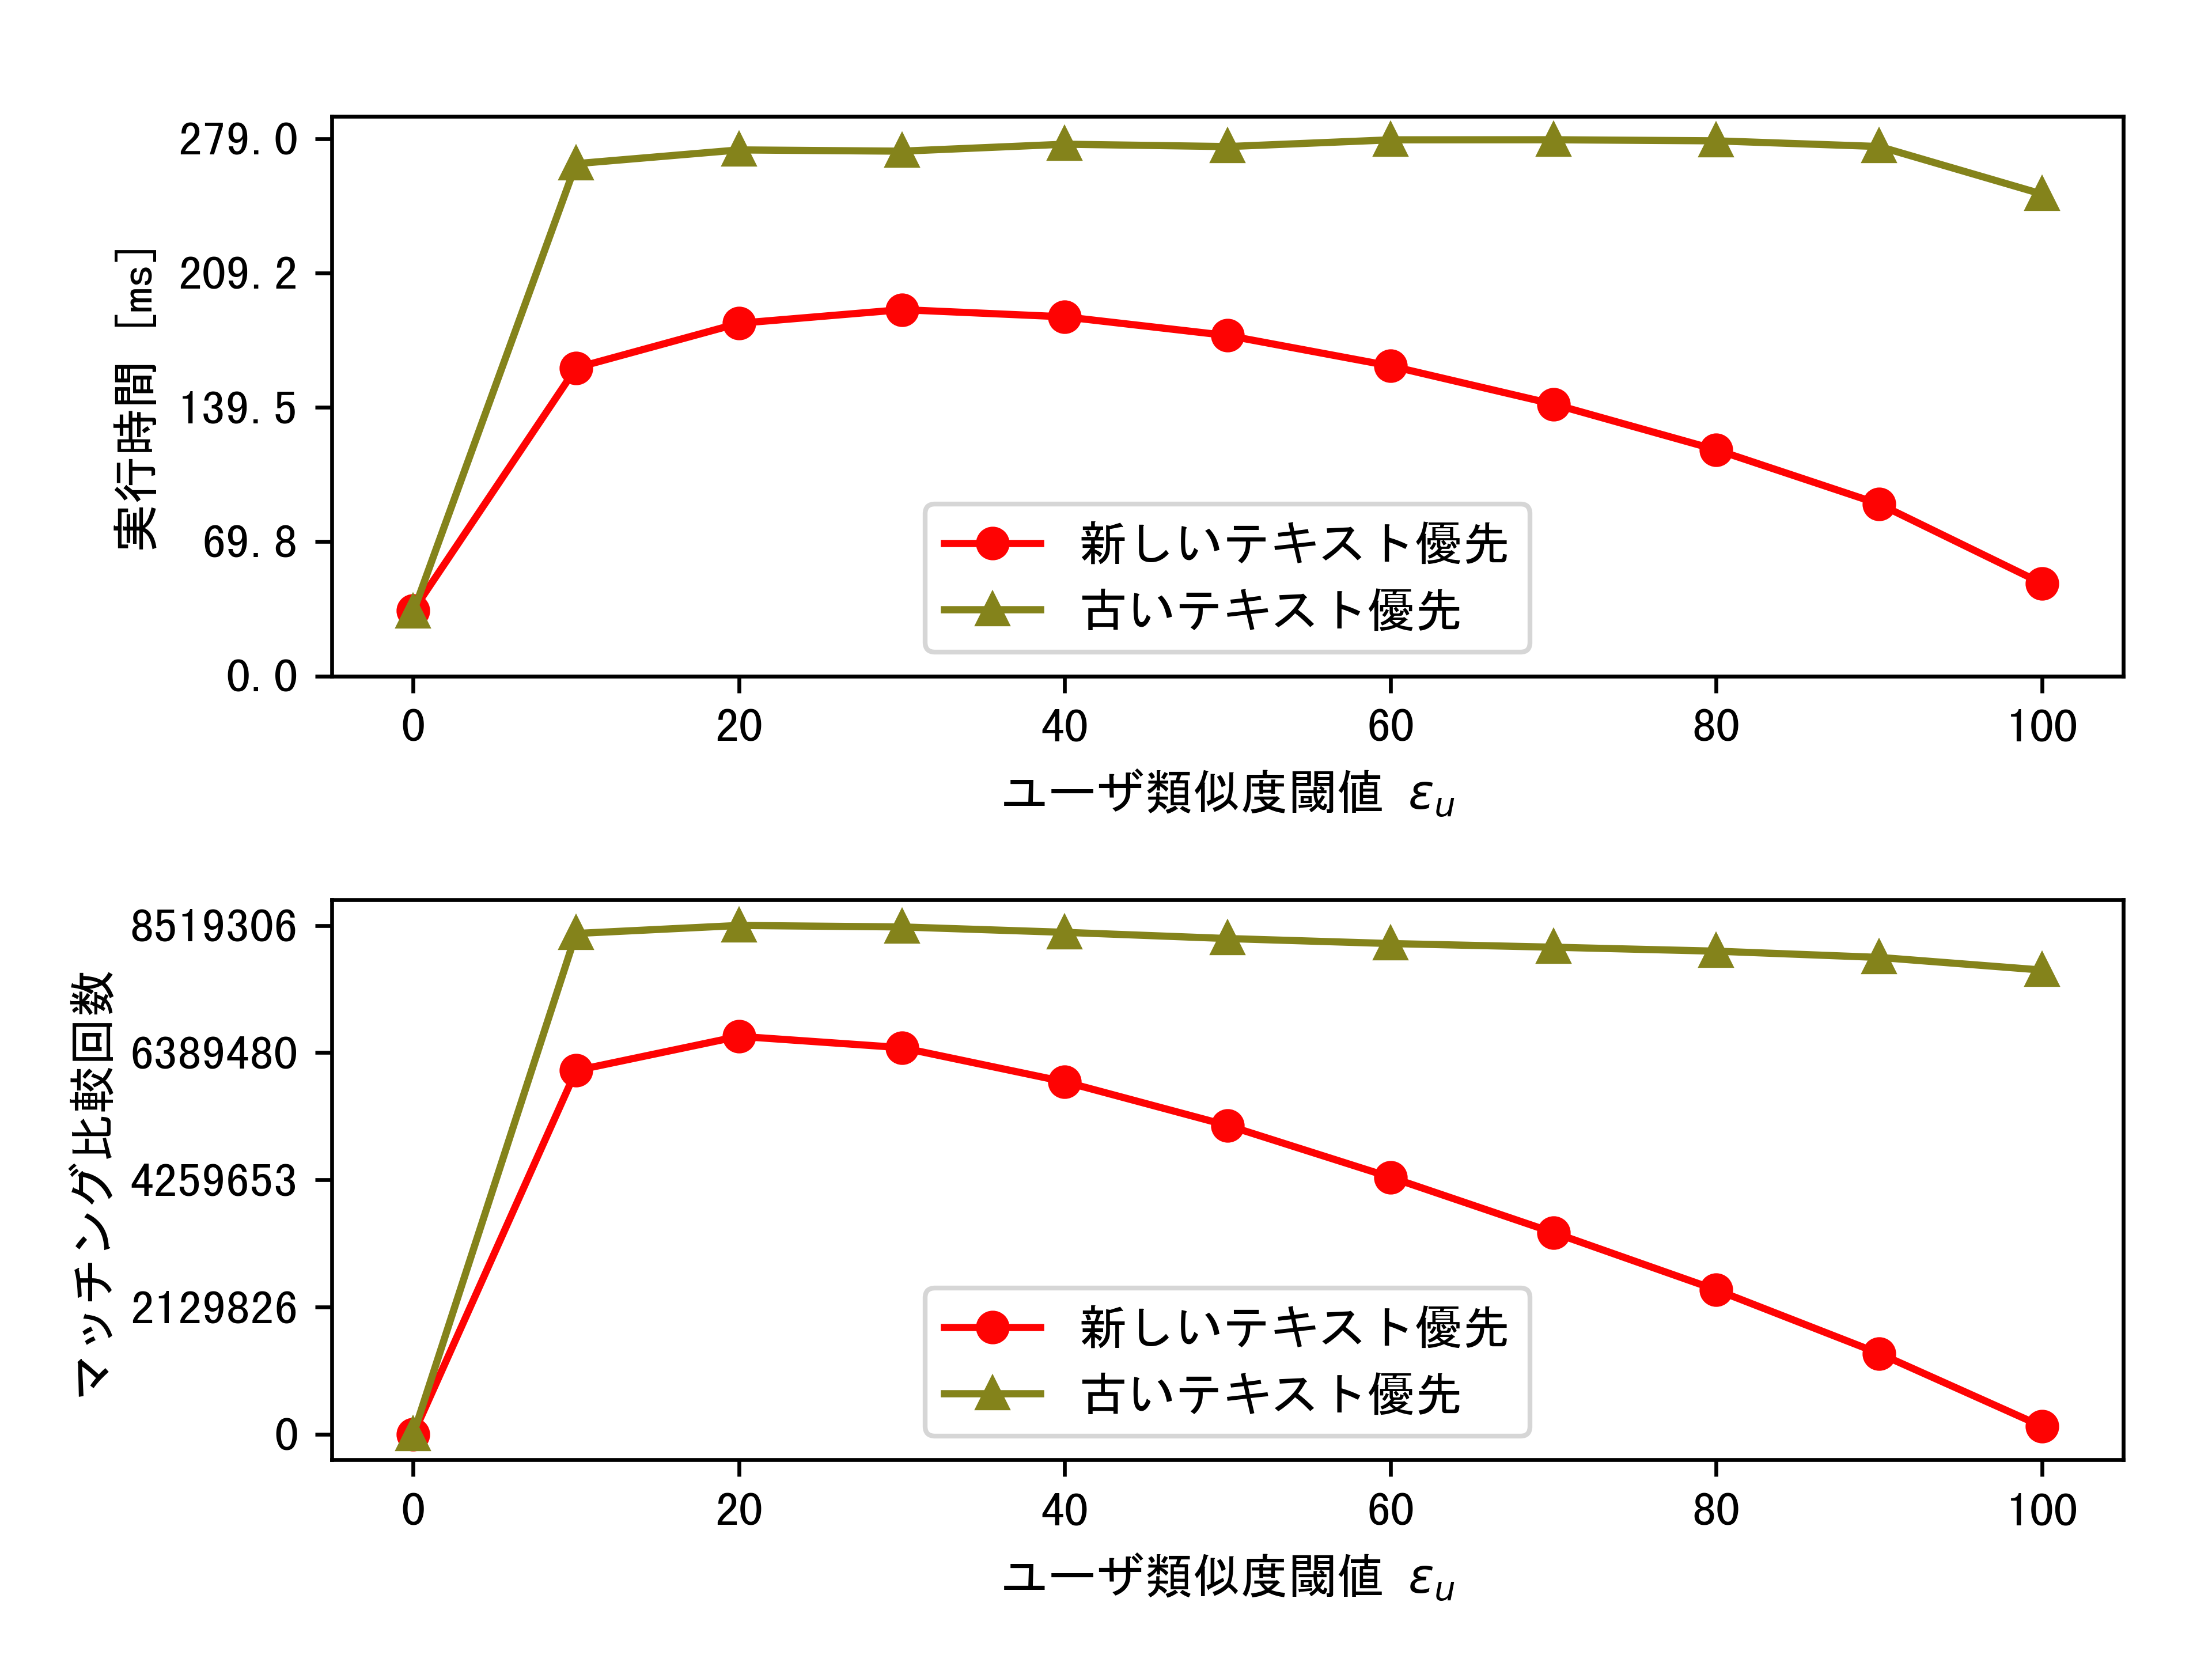 279.0
209.2
139.5
69.8
0.0
実行時間 [ms]
新しいテキスト優先
古いテキスト優先
0 20 40 60 80 100
ユーザ類似度閾値 εu
8519306
6389480
4259653
2129826
0
マッチング比較回数
新しいテキスト優先
古いテキスト優先
0 20 40 60 80 100
ユーザ類似度閾値 εu